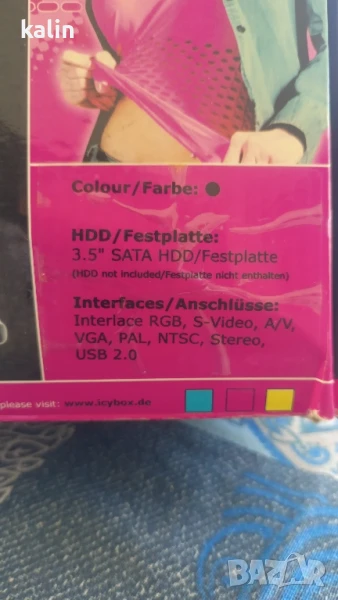 kalin
Colour/Farbe:
HDD/Festplatte:
3.5" SATA HDD/Festplatte
(HDD not included/Festplatte nicht enthalten)
Interfaces/Anschlüsse:
Interlace RGB, S-Video, A/V,
VGA, PAL, NTSC, Stereo,
USB 2.0
please visit: www.icybox.de
BAZAR